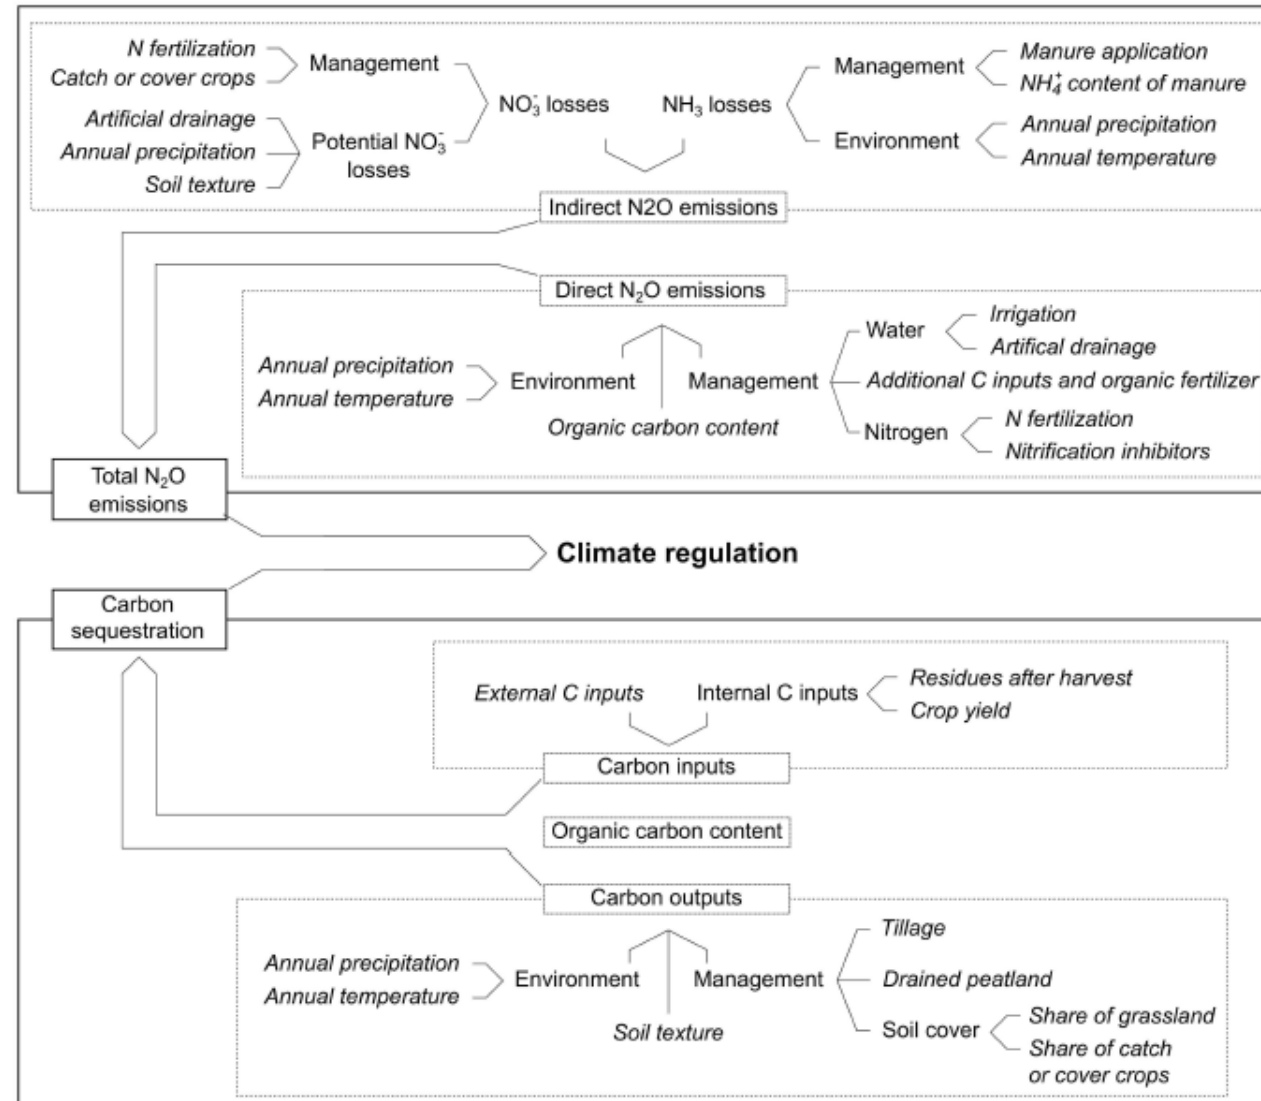 N fertilization
Catch or cover crops
Management
Artificial drainage
Annual precipitation
Soil texture
Potential NO₃⁻
losses
NO₃⁻ losses
NH₃ losses
Management
Manure application
NH₄⁺ content of manure
Environment
Annual precipitation
Annual temperature
Indirect N2O emissions
Direct N₂O emissions
Annual precipitation
Annual temperature
Environment
Organic carbon content
Management
Water
Irrigation
Artifical drainage
Additional C inputs and organic fertilizer
Nitrogen
N fertilization
Nitrification inhibitors
Total N₂O
emissions
Climate regulation
Carbon
sequestration
External C inputs
Internal C inputs
Residues after harvest
Crop yield
Carbon inputs
Organic carbon content
Carbon outputs
Annual precipitation
Annual temperature
Environment
Soil texture
Management
Tillage
Drained peatland
Soil cover
Share of grassland
Share of catch
or cover crops